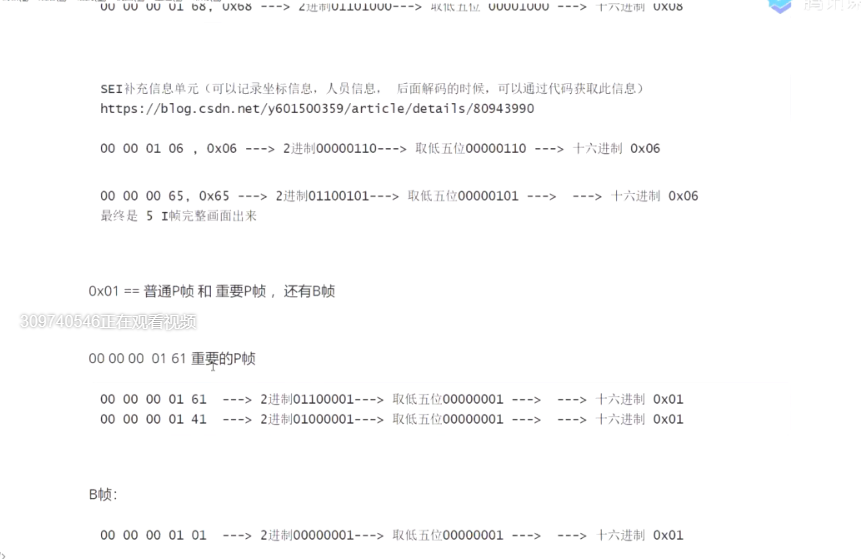 00 00 00 01 68, 0x68 ---> 2进制01101000---> 取低五位 00001000 ---> 十六进制 0x08
SEI补充信息单元（可以记录坐标信息，人员信息， 后面解码的时候，可以通过代码获取此信息）
https://blog.csdn.net/y601500359/article/details/80943990
00 00 01 06 , 0x06 ---> 2进制00000110---> 取低五位00000110 ---> 十六进制 0x06
00 00 00 65, 0x65 ---> 2进制01100101---> 取低五位00000101 ---> ---> 十六进制 0x06
最终是 5 I帧完整画面出来
0x01 == 普通P帧 和 重要P帧 ，还有B帧
309740546正在观看视频
00 00 00 01 61 重要的P帧
00 00 00 01 61 ---> 2进制01100001---> 取低五位00000001 ---> ---> 十六进制 0x01
00 00 00 01 41 ---> 2进制01000001---> 取低五位00000001 ---> ---> 十六进制 0x01
B帧:
00 00 00 01 01 ---> 2进制00000001---> 取低五位00000001 ---> ---> 十六进制 0x01